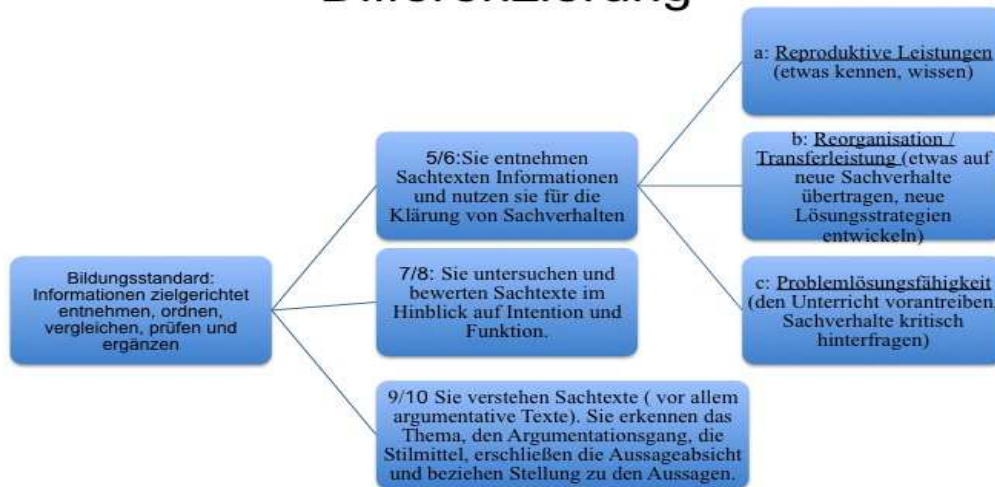 Differenzierung
Bildungsstandard:
Informationen zielgerichtet
entnehmen, ordnen,
vergleichen, prüfen und
ergänzen
5/6:Sie entnehmen
Sachtexten Informationen
und nutzen sie für die
Klärung von Sachverhalten
7/8: Sie untersuchen und
bewerten Sachtexte im
Hinblick auf Intention und
Funktion.
9/10 Sie verstehen Sachtexte ( vor allem
argumentative Texte). Sie erkennen das
Thema, den Argumentationsgang, die
Stilmittel, erschließen die Aussageabsicht
und beziehen Stellung zu den Aussagen.
a: Reproduktive Leistungen
(etwas kennen, wissen)
b: Reorganisation /
Transferleistung (etwas auf
neue Sachverhalte
übertragen, neue
Lösungsstrategien
entwickeln)
c: Problemlösungsfähigkeit
(den Unterricht vorantreiben,
Sachverhalte kritisch
hinterfragen)